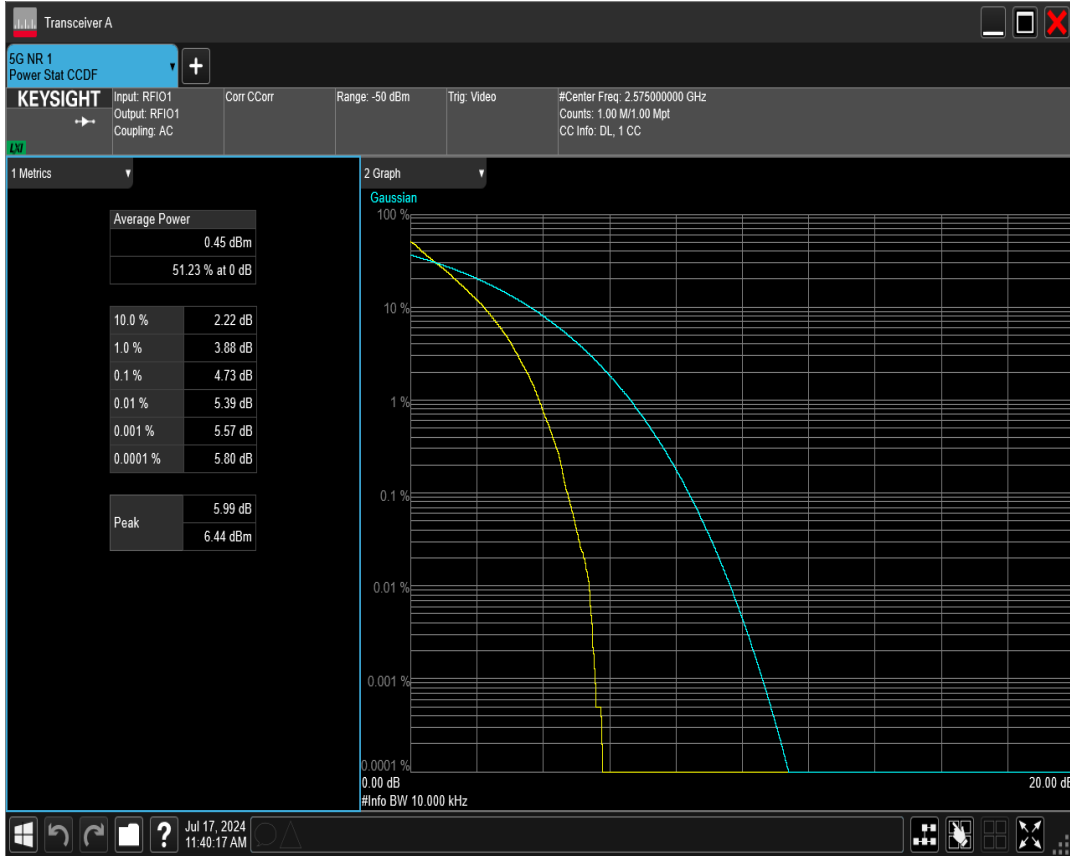 Transceiver A
5G NR 1
Power Stat CCDF
KEYSIGHT
LXI
Input: RFIO1
Output: RFIO1
Coupling: AC
Corr CCorr
Range: -50 dBm
Trig: Video
#Center Freq: 2.575000000 GHz
Counts: 1.00 M/1.00 Mpt
CC Info: DL, 1 CC
1 Metrics
Average Power
0.45 dBm
51.23 % at 0 dB
10.0 % 2.22 dB
1.0 % 3.88 dB
0.1 % 4.73 dB
0.01 % 5.39 dB
0.001 % 5.57 dB
0.0001 % 5.80 dB
Peak
5.99 dB
6.44 dBm
2 Graph
Gaussian
100 %
10 %
1 %
0.1 %
0.01 %
0.001 %
0.0001 %
0.00 dB
20.00 dB
#Info BW 10.000 kHz
?
Jul 17, 2024
11:40:17 AM